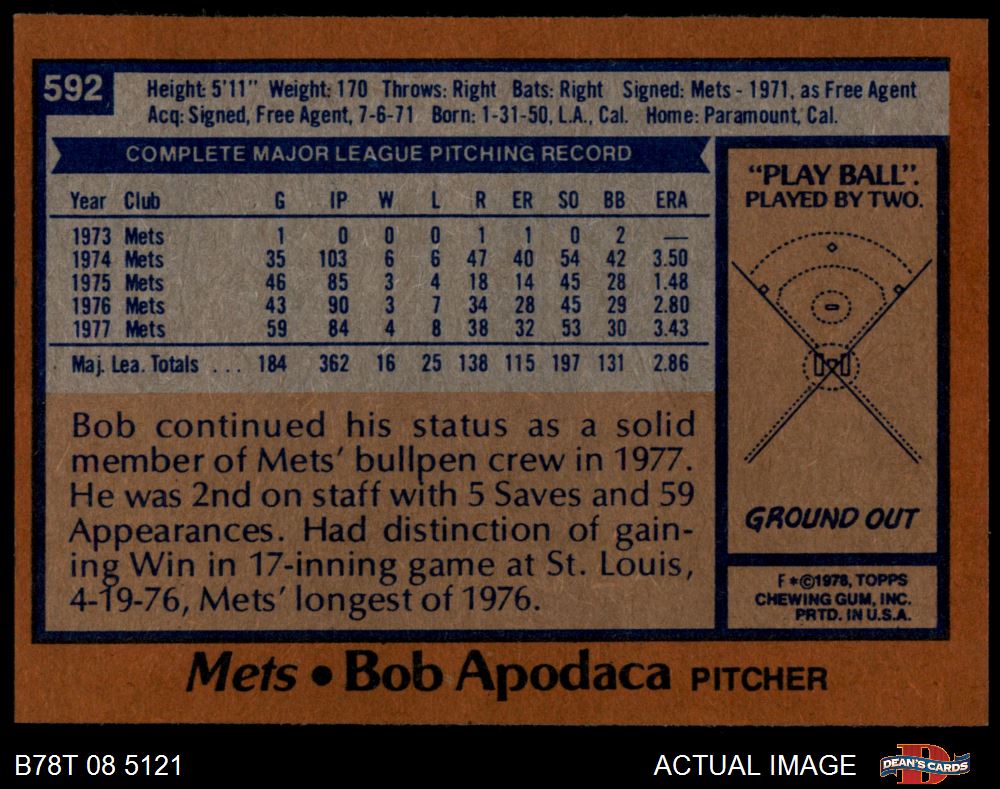 592
Height: 5'11" Weight: 170 Throws: Right Bats: Right Signed: Mets - 1971, as Free Agent
Acq: Signed, Free Agent, 7-6-71 Born: 1-31-50, L.A., Cal. Home: Paramount, Cal.
COMPLETE MAJOR LEAGUE PITCHING RECORD
Year Club G IP W L R ER SO BB ERA
1973 Mets 1 0 0 0 1 1 0 2 —
1974 Mets 35 103 6 6 47 40 54 42 3.50
1975 Mets 46 85 3 4 18 14 45 28 1.48
1976 Mets 43 90 3 7 34 28 45 29 2.80
1977 Mets 59 84 4 8 38 32 53 30 3.43
Maj. Lea. Totals . . . 184 362 16 25 138 115 197 131 2.86
Bob continued his status as a solid
member of Mets' bullpen crew in 1977.
He was 2nd on staff with 5 Saves and 59
Appearances. Had distinction of gain-
ing Win in 17-inning game at St. Louis,
4-19-76, Mets' longest of 1976.
"PLAY BALL".
PLAYED BY TWO.
GROUND OUT
F*©1978, TOPPS
CHEWING GUM, INC.
PRTD. IN U.S.A.
Mets • Bob Apodaca PITCHER
B78T 08 5121
ACTUAL IMAGE
DEAN'S CARDS